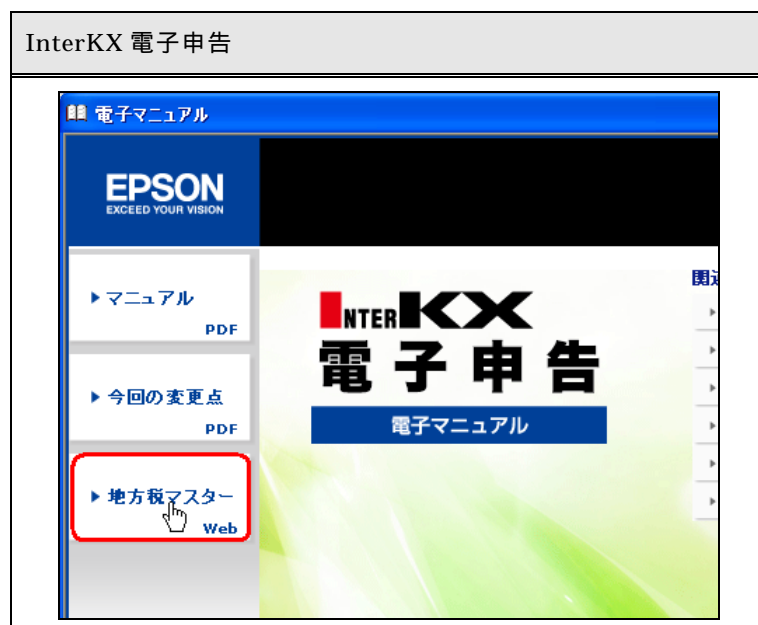 InterKX 電子申告
電子マニュアル
EPSON
EXCEED YOUR VISION
マニュアル
PDF
今回の変更点
PDF
地方税マスター
Web
INTER KX
電子申告
電子マニュアル
関